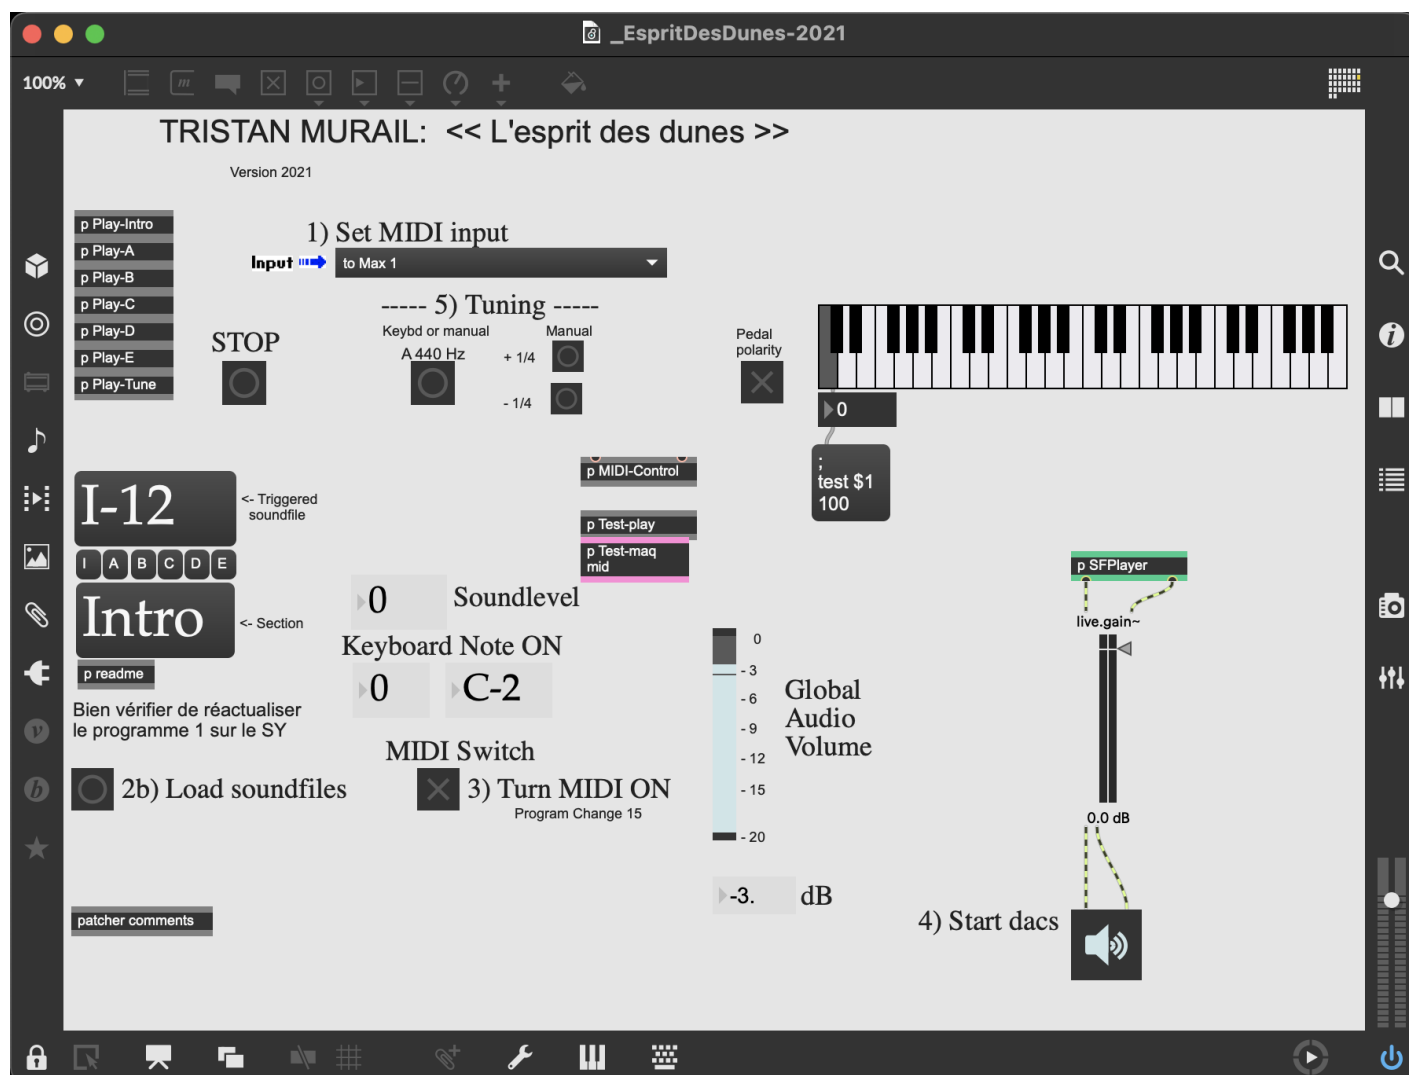 _EspritDesDunes-2021
100%
TRISTAN MURAIL: << L'esprit des dunes >>
Version 2021
p Play-Intro
p Play-A
p Play-B
p Play-C
p Play-D
p Play-E
p Play-Tune
1) Set MIDI input
Input
to Max 1
----- 5) Tuning -----
Keybd or manual
Manual
A 440 Hz
+ 1/4
- 1/4
STOP
Pedal
polarity
0
;
test $1
100
p MIDI-Control
p Test-play
p Test-maq
mid
I-12
<- Triggered
soundfile
I A B C D E
Intro
<- Section
p readme
Bien vérifier de réactualiser
le programme 1 sur le SY
0 Soundlevel
Keyboard Note ON
0 C-2
MIDI Switch
2b) Load soundfiles
3) Turn MIDI ON
Program Change 15
0
- 3
- 6
- 9
- 12
- 15
- 20
Global
Audio
Volume
-3. dB
p SFPlayer
live.gain~
0.0 dB
4) Start dacs
patcher comments